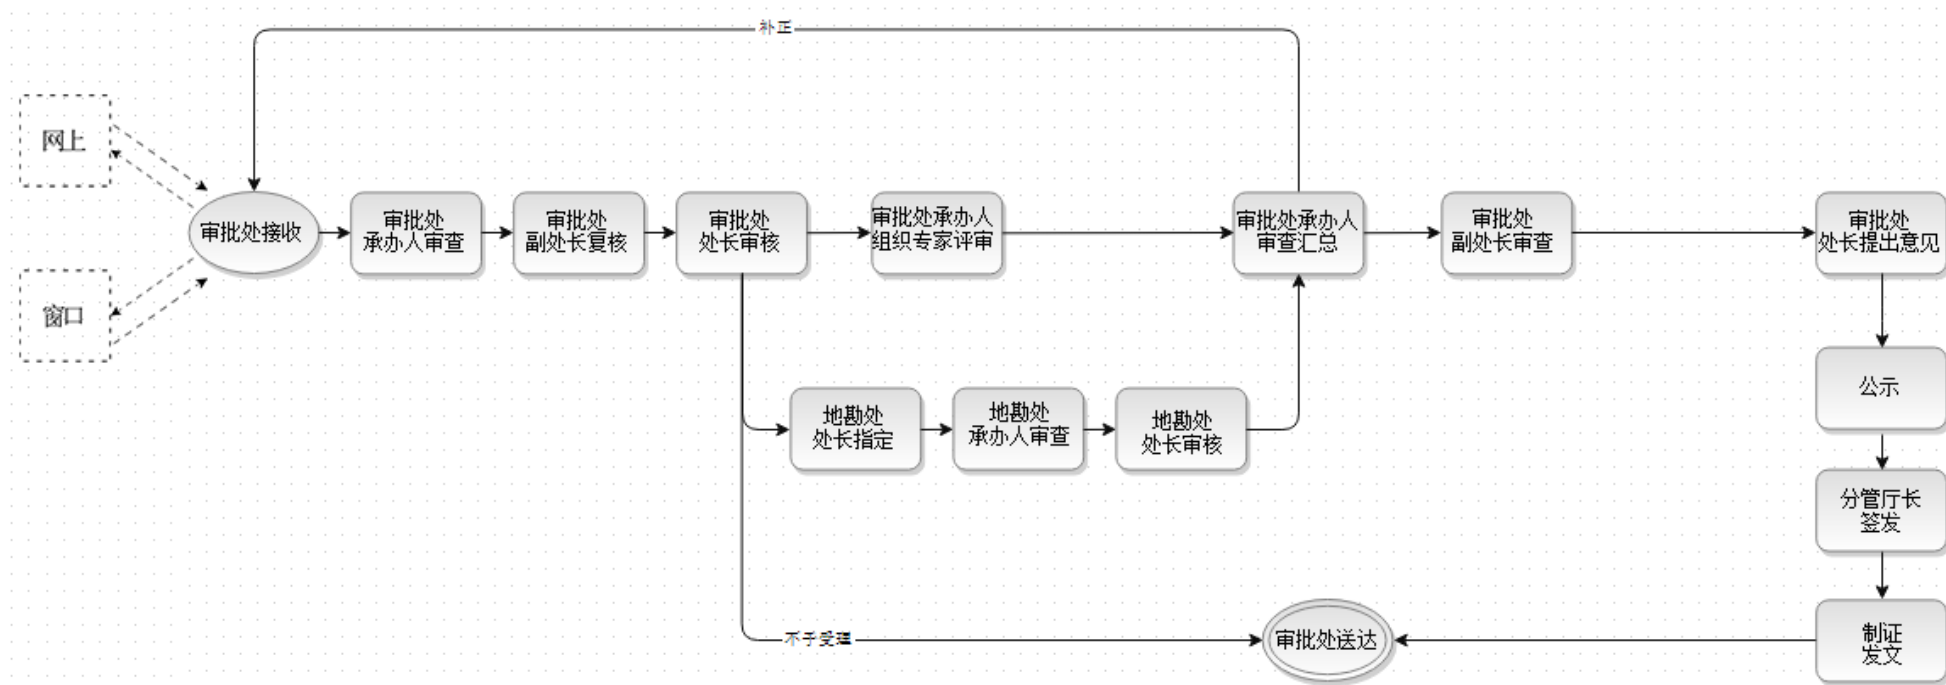 补正
网上
窗口
审批处接收
审批处
承办人审查
审批处
副处长复核
审批处
处长审核
审批处承办人
组织专家评审
审批处承办人
审查汇总
审批处
副处长审查
审批处
处长提出意见
地勘处
处长指定
地勘处
承办人审查
地勘处
处长审核
公示
分管厅长
签发
不予受理
审批处送达
制证
发文